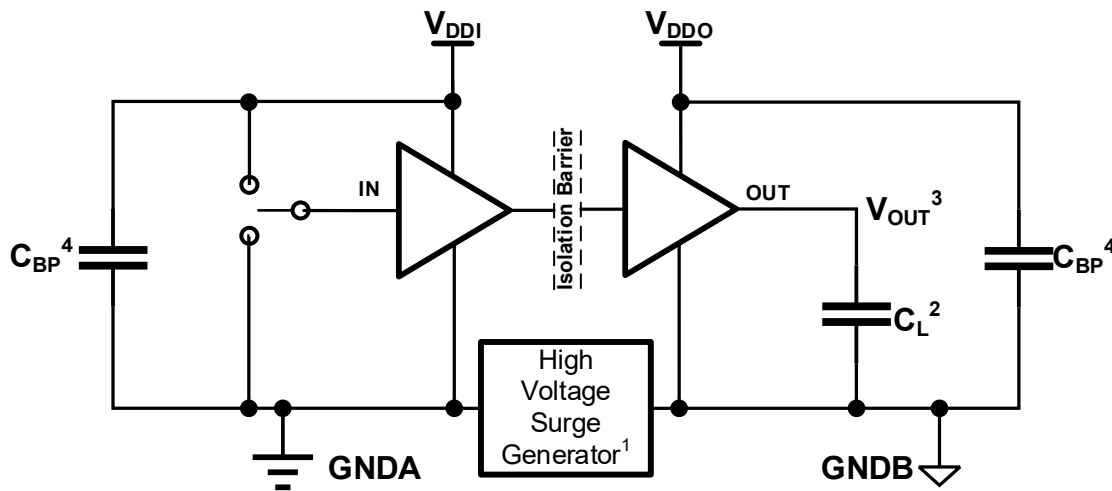 VDDI
VDDO
Isolation Barrier
IN
OUT
VOUT3
CBP4
CBP4
CL2
High
Voltage
Surge
Generator1
GNDA
GNDB